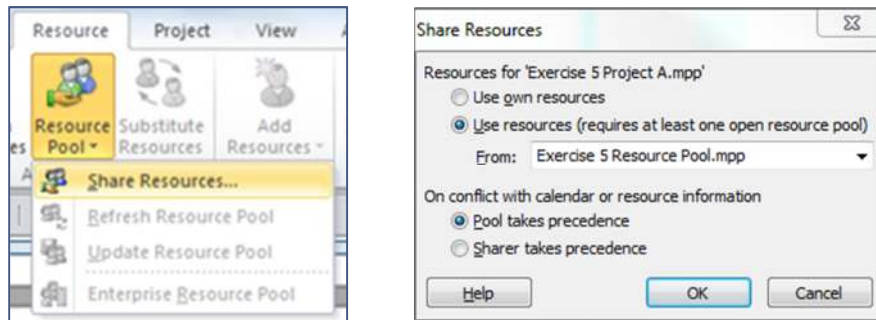 Resource Project View
Resource Substitute Add
es Pool Resources Resources
Share Resources...
Refresh Resource Pool
Update Resource Pool
Enterprise Resource Pool
Share Resources
Resources for 'Exercise 5 Project A.mpp'
Use own resources
Use resources (requires at least one open resource pool)
From: Exercise 5 Resource Pool.mpp
On conflict with calendar or resource information
Pool takes precedence
Sharer takes precedence
Help OK Cancel